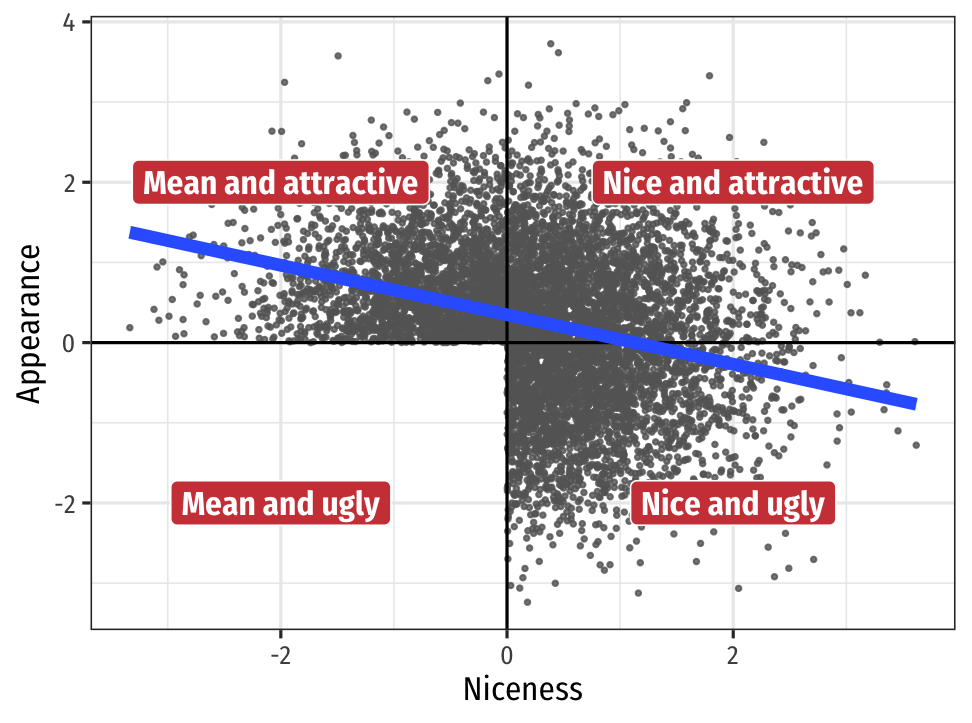 4
2
0
-2
Appearance
Mean and attractive
Nice and attractive
Mean and ugly
Nice and ugly
-2
0
2
Niceness